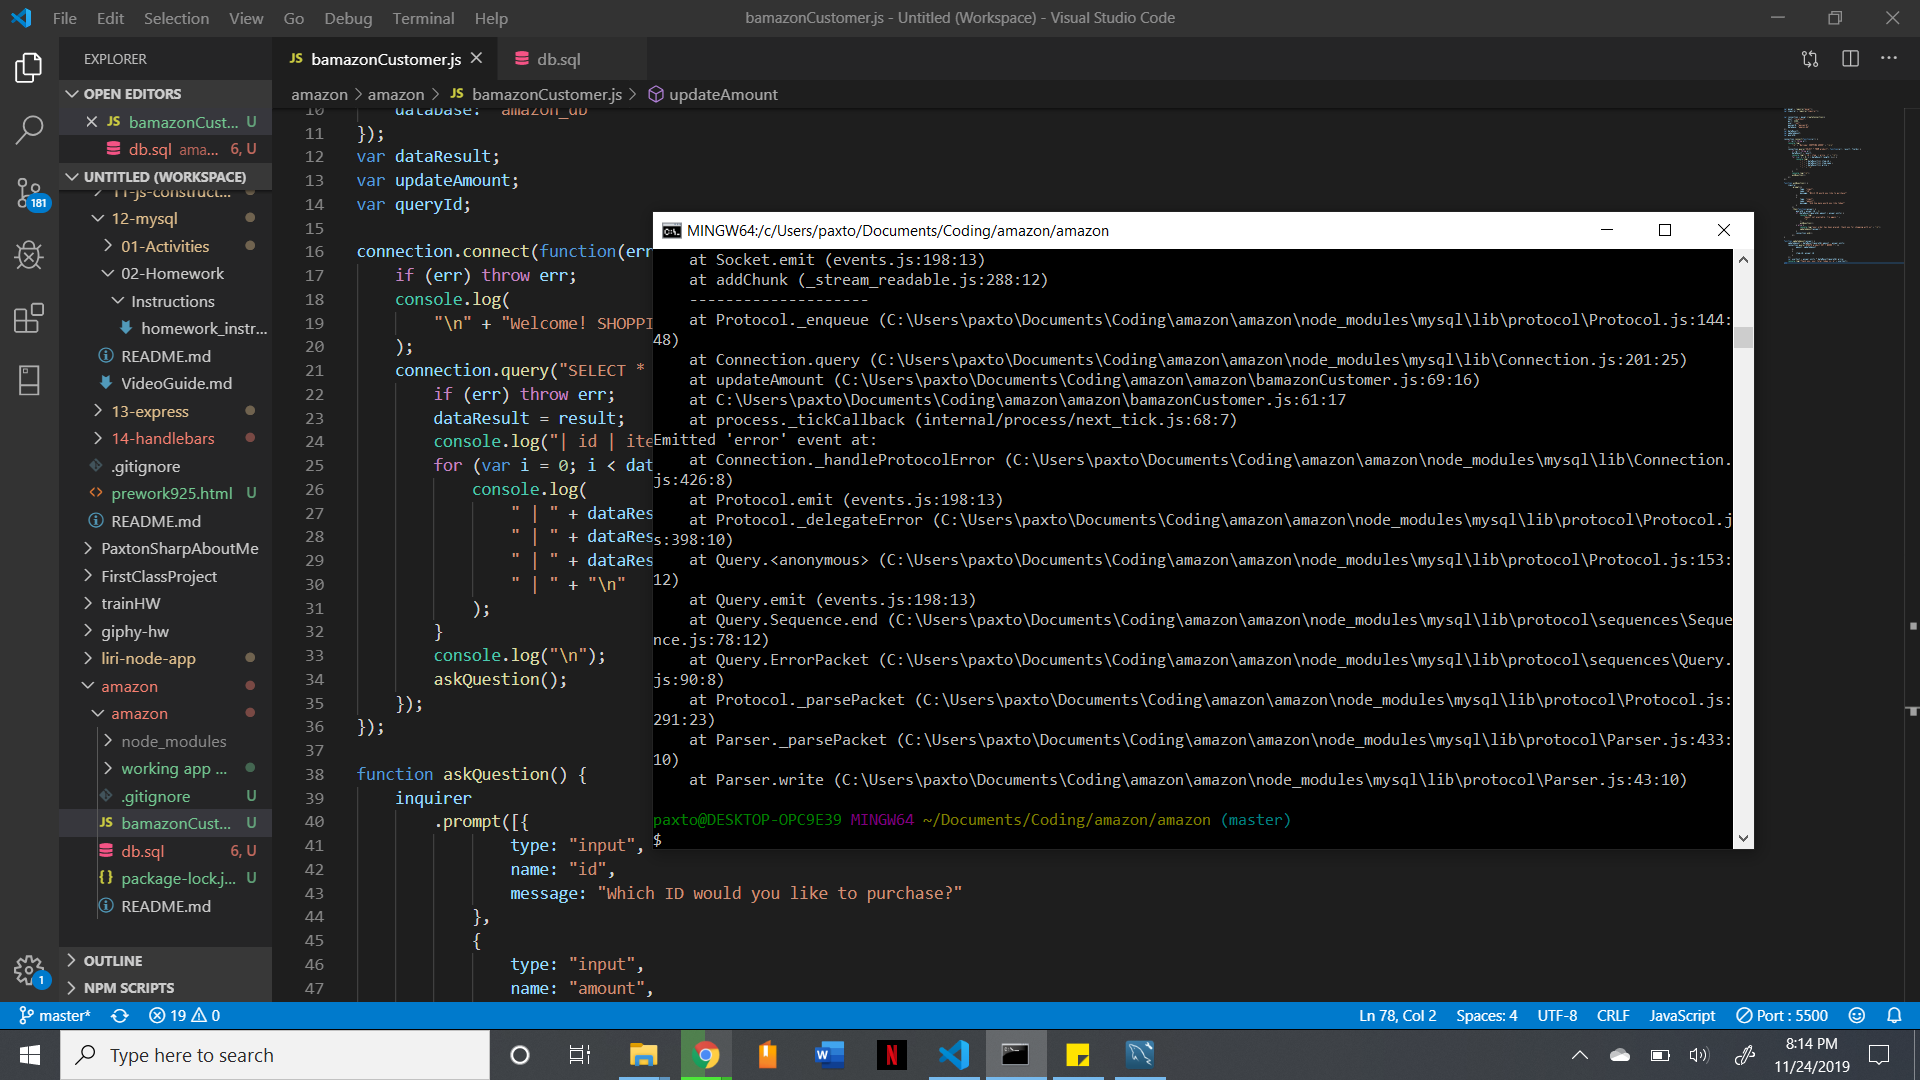 File Edit Selection View Go Debug Terminal Help
bamazonCustomer.js - Untitled (Workspace) - Visual Studio Code
EXPLORER
OPEN EDITORS
JS bamazonCust... U
db.sql ama... 6, U
UNTITLED (WORKSPACE)
11-js-construct...
12-mysql
01-Activities
02-Homework
Instructions
homework_instr...
README.md
VideoGuide.md
13-express
14-handlebars
.gitignore
prework925.html U
README.md
PaxtonSharpAboutMe
FirstClassProject
trainHW
giphy-hw
liri-node-app
amazon
amazon
node_modules
working app ...
.gitignore U
JS bamazonCust... U
db.sql 6, U
{} package-lock.j... U
README.md
OUTLINE
NPM SCRIPTS
181
1
JS bamazonCustomer.js
db.sql
amazon > amazon > JS bamazonCustomer.js > updateAmount
10 database: "amazon_db"
11 });
12 var dataResult;
13 var updateAmount;
14 var queryId;
15
16 connection.connect(function(err
17 if (err) throw err;
18 console.log(
19 "\n" + "Welcome! SHOPPI
20 );
21 connection.query("SELECT *
22 if (err) throw err;
23 dataResult = result;
24 console.log("| id | ite
25 for (var i = 0; i < dat
26 console.log(
27 " | " + dataRes
28 " | " + dataRes
29 " | " + dataRes
30 " | " + "\n"
31 );
32 }
33 console.log("\n");
34 askQuestion();
35 });
36 });
37
38 function askQuestion() {
39 inquirer
40 .prompt([{
41 type: "input",
42 name: "id",
43 message: "Which ID would you like to purchase?"
44 },
45 {
46 type: "input",
47 name: "amount",
MINGW64:/c/Users/paxto/Documents/Coding/amazon/amazon
at Socket.emit (events.js:198:13)
at addChunk (_stream_readable.js:288:12)
--------------------
at Protocol._enqueue (C:\Users\paxto\Documents\Coding\amazon\amazon\node_modules\mysql\lib\protocol\Protocol.js:144:
48)
at Connection.query (C:\Users\paxto\Documents\Coding\amazon\amazon\node_modules\mysql\lib\Connection.js:201:25)
at updateAmount (C:\Users\paxto\Documents\Coding\amazon\amazon\bamazonCustomer.js:69:16)
at C:\Users\paxto\Documents\Coding\amazon\amazon\bamazonCustomer.js:61:17
at process._tickCallback (internal/process/next_tick.js:68:7)
Emitted 'error' event at:
at Connection._handleProtocolError (C:\Users\paxto\Documents\Coding\amazon\amazon\node_modules\mysql\lib\Connection.
js:426:8)
at Protocol.emit (events.js:198:13)
at Protocol._delegateError (C:\Users\paxto\Documents\Coding\amazon\amazon\node_modules\mysql\lib\protocol\Protocol.j
s:398:10)
at Query.<anonymous> (C:\Users\paxto\Documents\Coding\amazon\amazon\node_modules\mysql\lib\protocol\Protocol.js:153:
12)
at Query.emit (events.js:198:13)
at Query.Sequence.end (C:\Users\paxto\Documents\Coding\amazon\amazon\node_modules\mysql\lib\protocol\sequences\Seque
nce.js:78:12)
at Query.ErrorPacket (C:\Users\paxto\Documents\Coding\amazon\amazon\node_modules\mysql\lib\protocol\sequences\Query.
js:90:8)
at Protocol._parsePacket (C:\Users\paxto\Documents\Coding\amazon\amazon\node_modules\mysql\lib\protocol\Protocol.js:
291:23)
at Parser._parsePacket (C:\Users\paxto\Documents\Coding\amazon\amazon\node_modules\mysql\lib\protocol\Parser.js:433:
10)
at Parser.write (C:\Users\paxto\Documents\Coding\amazon\amazon\node_modules\mysql\lib\protocol\Parser.js:43:10)
paxto@DESKTOP-OPC9E39 MINGW64 ~/Documents/Coding/amazon/amazon (master)
$
master* 19 0
Ln 78, Col 2 Spaces: 4 UTF-8 CRLF JavaScript Port : 5500
Type here to search
8:14 PM
11/24/2019